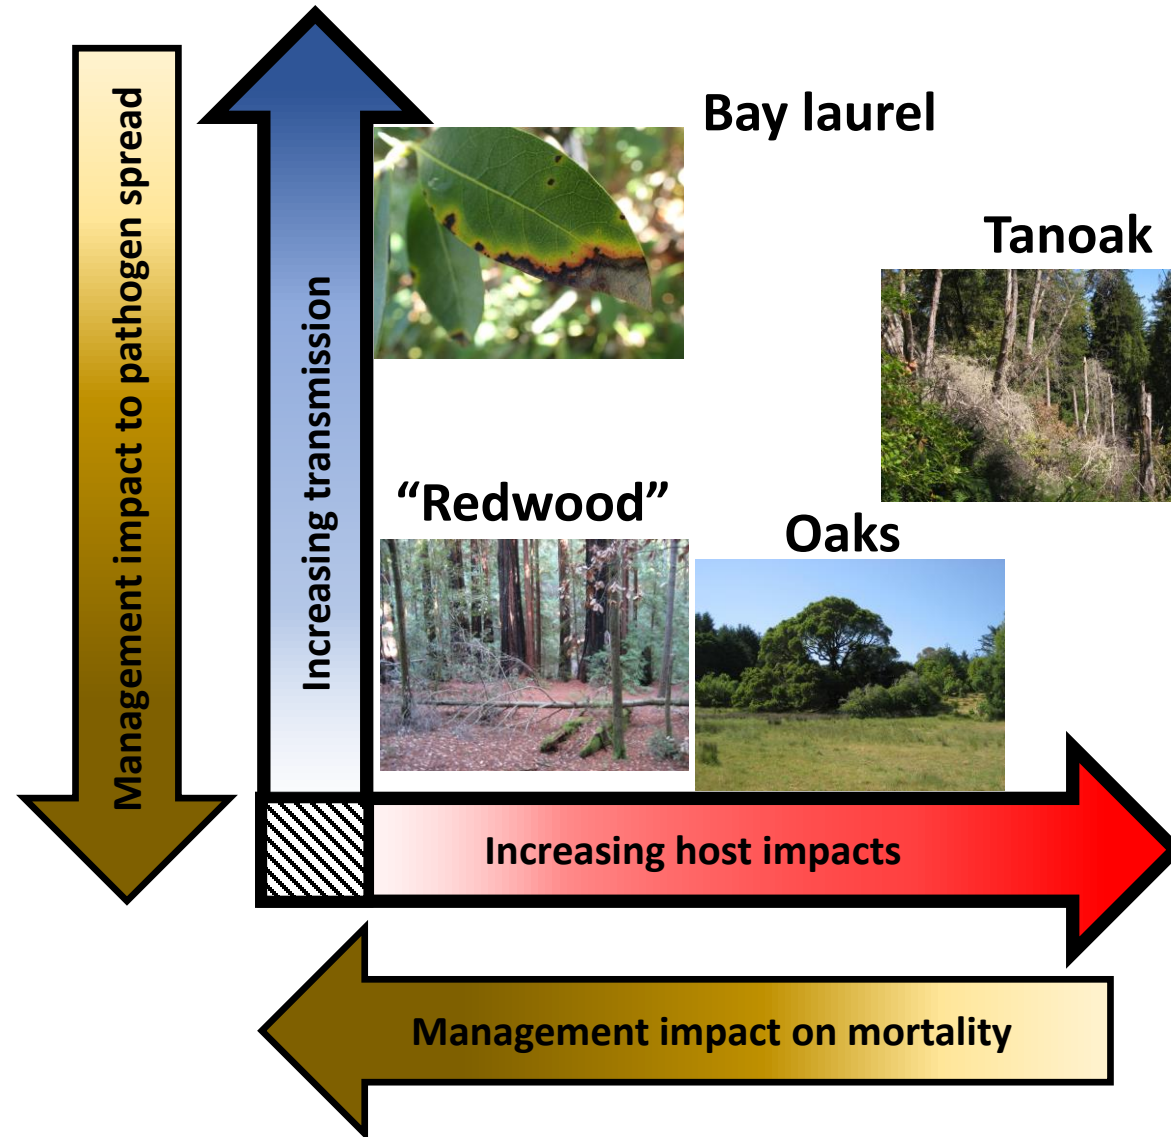 Management impact to pathogen spread
Increasing transmission
Bay laurel
Tanoak
“Redwood”
Oaks
Increasing host impacts
Management impact on mortality